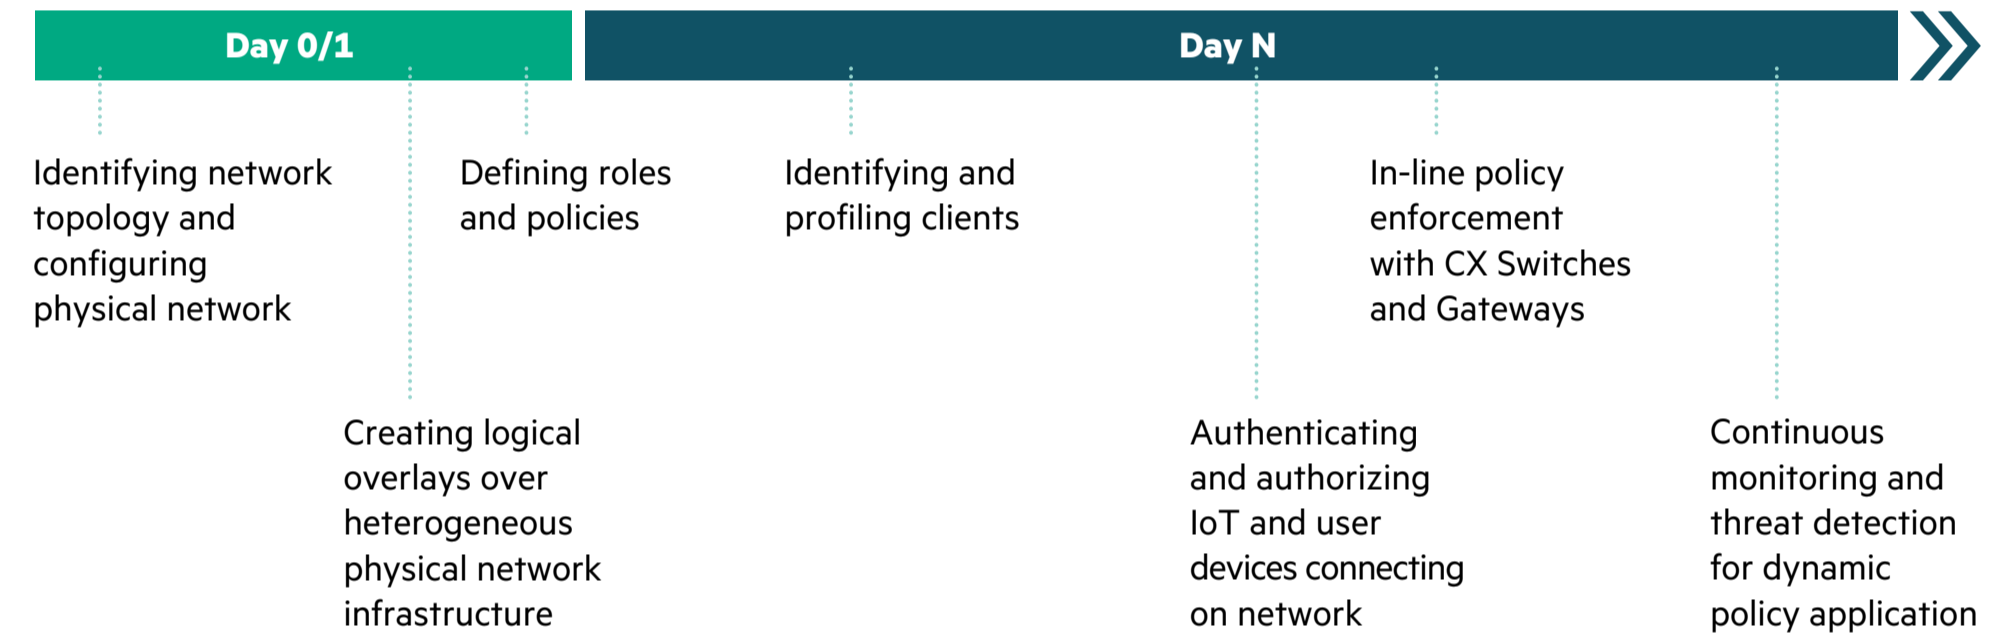 Day 0/1
Day N
Identifying network
topology and
configuring
physical network
Creating logical
overlays over
heterogeneous
physical network
infrastructure
Defining roles
and policies
Identifying and
profiling clients
Authenticating
and authorizing
IoT and user
devices connecting
on network
In-line policy
enforcement
with CX Switches
and Gateways
Continuous
monitoring and
threat detection
for dynamic
policy application